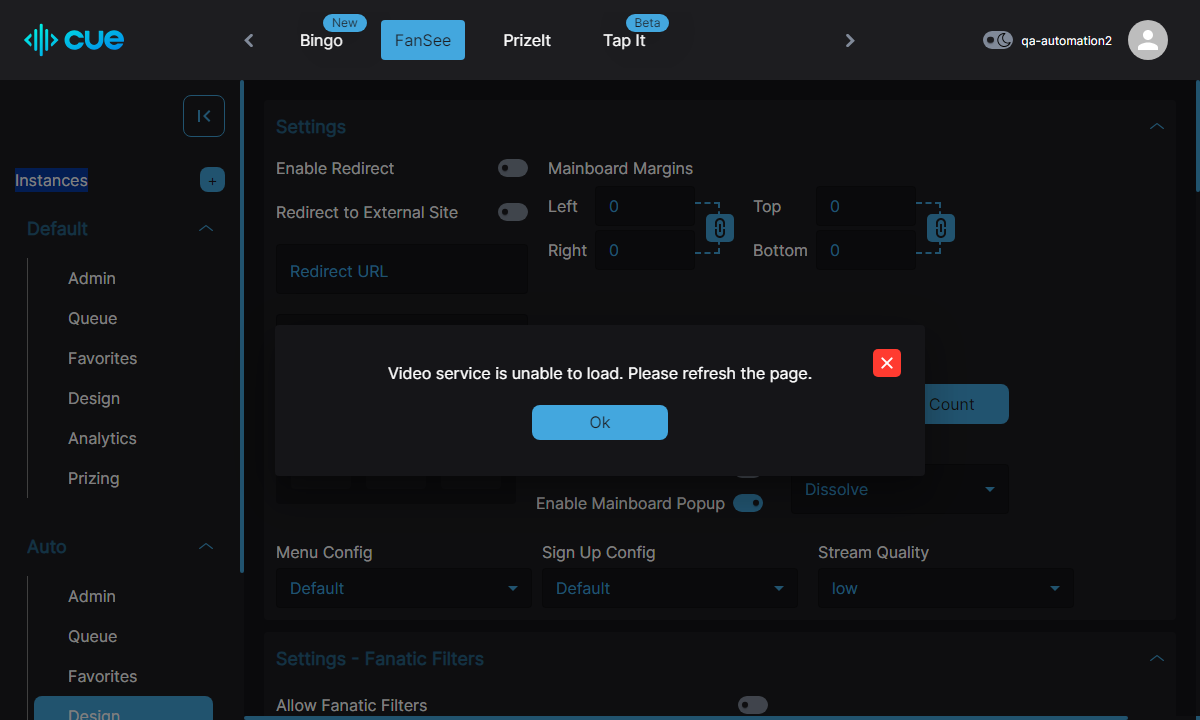 cue
Bingo
New
FanSee
PrizeIt
Tap It
Beta
qa-automation2
Instances
+
Default
Admin
Queue
Favorites
Design
Analytics
Prizing
Auto
Admin
Queue
Favorites
Design
Settings
Enable Redirect
Redirect to External Site
Redirect URL
Mainboard Margins
Left 0
Right 0
Top 0
Bottom 0
Video service is unable to load. Please refresh the page.
Ok
Count
Enable Mainboard Popup
Dissolve
Menu Config
Default
Sign Up Config
Default
Stream Quality
low
Settings - Fanatic Filters
Allow Fanatic Filters